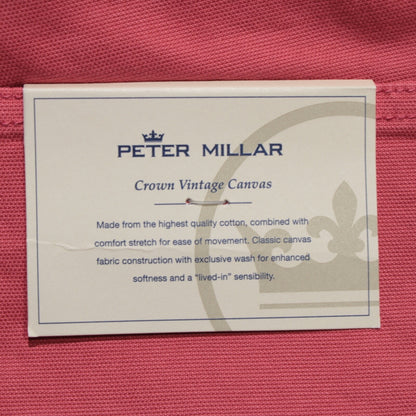 PETER MILLAR
Crown Vintage Canvas
Made from the highest quality cotton, combined with
comfort stretch for ease of movement. Classic canvas
fabric construction with exclusive wash for enhanced
softness and a “lived-in” sensibility.